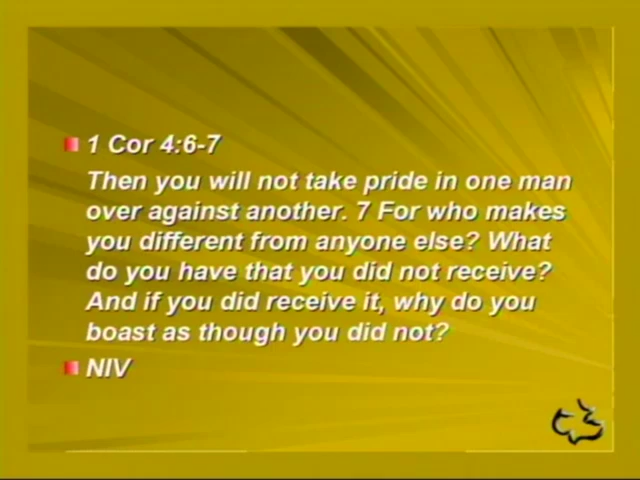 1 Cor 4:6-7
Then you will not take pride in one man
over against another. 7 For who makes
you different from anyone else? What
do you have that you did not receive?
And if you did receive it, why do you
boast as though you did not?
NIV